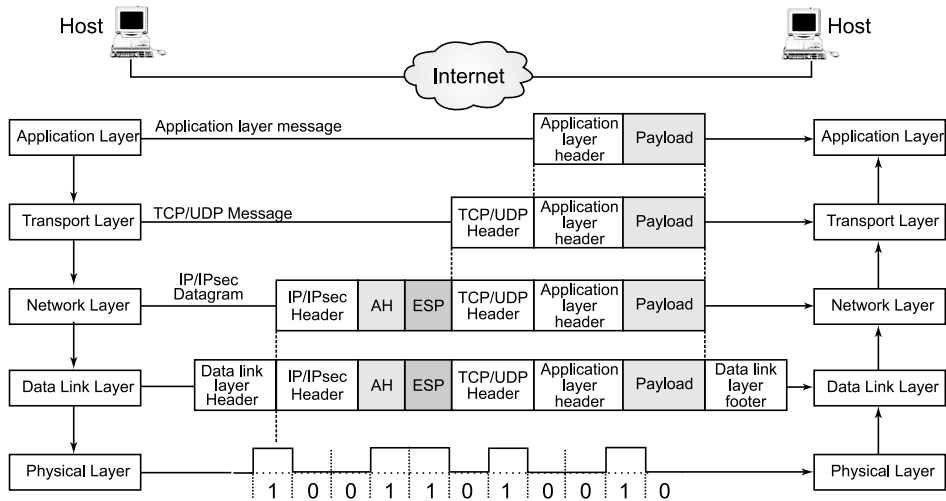 Host
Host
Internet
Application Layer
Application layer message
Application
layer
header
Payload
Application Layer
Transport Layer
TCP/UDP Message
TCP/UDP
Header
Application
layer
header
Payload
Transport Layer
Network Layer
IP/IPsec
Datagram
IP/IPsec
Header
AH
ESP
TCP/UDP
Header
Application
layer
header
Payload
Network Layer
Data Link Layer
Data link
layer
Header
IP/IPsec
Header
AH
ESP
TCP/UDP
Header
Application
layer
header
Payload
Data link
layer
footer
Data Link Layer
Physical Layer
1 0 0 1 1 0 1 0 0 1 0
Physical Layer